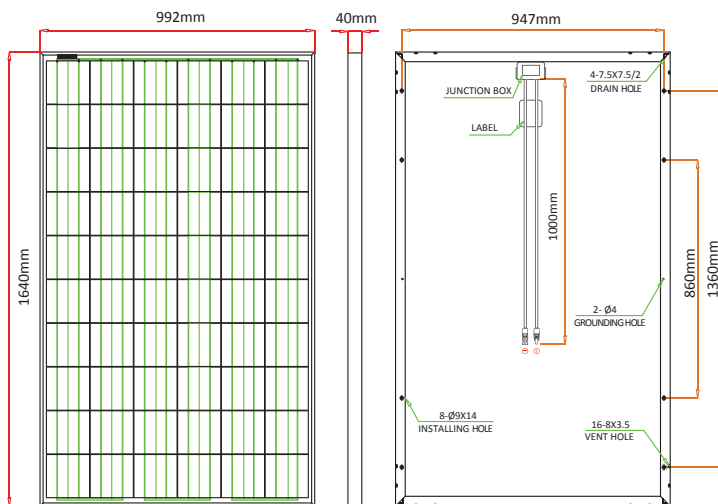 992mm
40mm
947mm
4-7.5X7.5/2
DRAIN HOLE
JUNCTION BOX
LABEL
1000mm
1640mm
860mm
1360mm
2- Ø4
GROUNDING HOLE
8-Ø9X14
INSTALLING HOLE
16-8X3.5
VENT HOLE